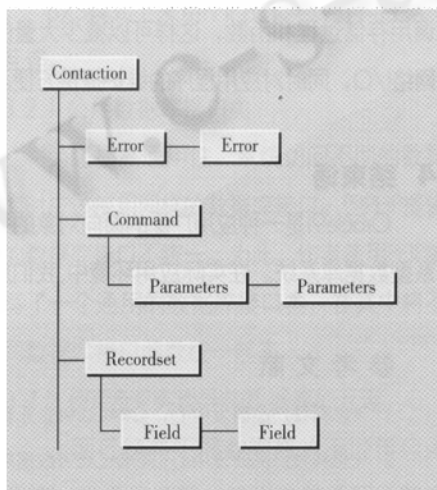 Contaction
Error Error
Command
Parameters Parameters
Recordset
Field Field